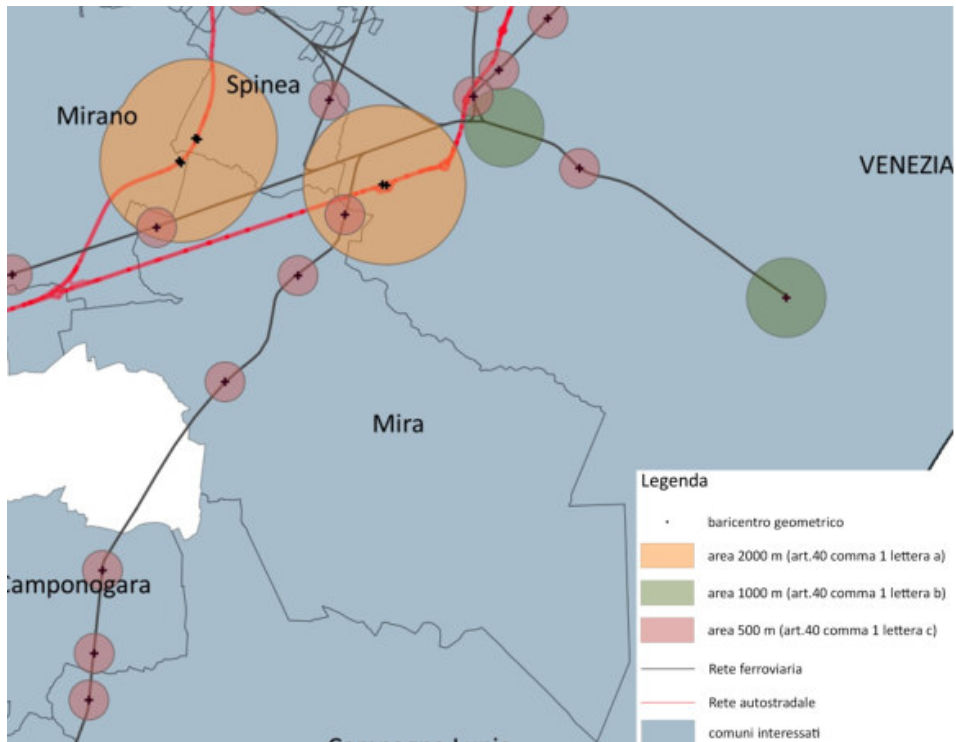 Spinea
Mirano
VENEZIA
Mira
Camponogara
Legenda
baricentro geometrico
area 2000 m (art.40 comma 1 lettera a)
area 1000 m (art.40 comma 1 lettera b)
area 500 m (art.40 comma 1 lettera c)
Rete ferroviaria
Rete autostradale
comuni interessati